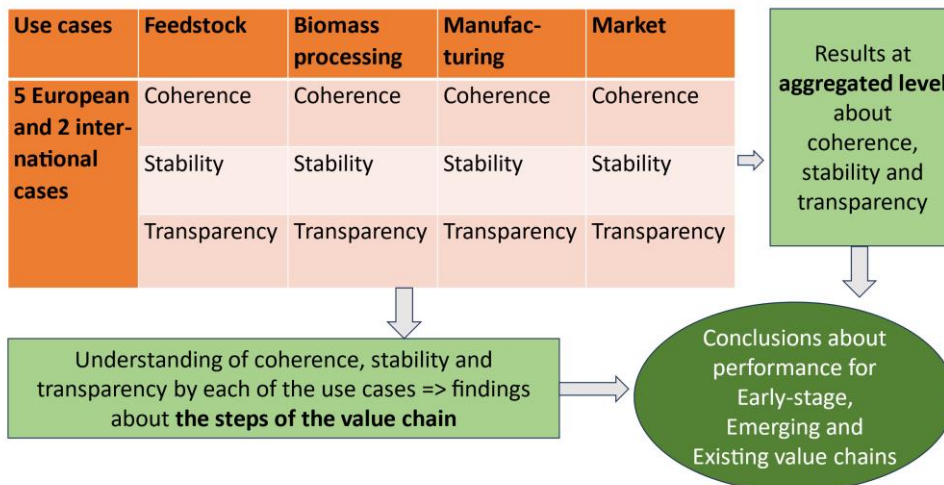 Use cases
Feedstock
Biomass
processing
Manufac-
turing
Market
5 European
and 2 inter-
national
cases
Coherence
Coherence
Coherence
Coherence
Stability
Stability
Stability
Stability
Transparency
Transparency
Transparency
Transparency
Results at
aggregated level
about
coherence,
stability and
transparency
Understanding of coherence, stability and
transparency by each of the use cases => findings
about the steps of the value chain
Conclusions about
performance for
Early-stage,
Emerging and
Existing value chains